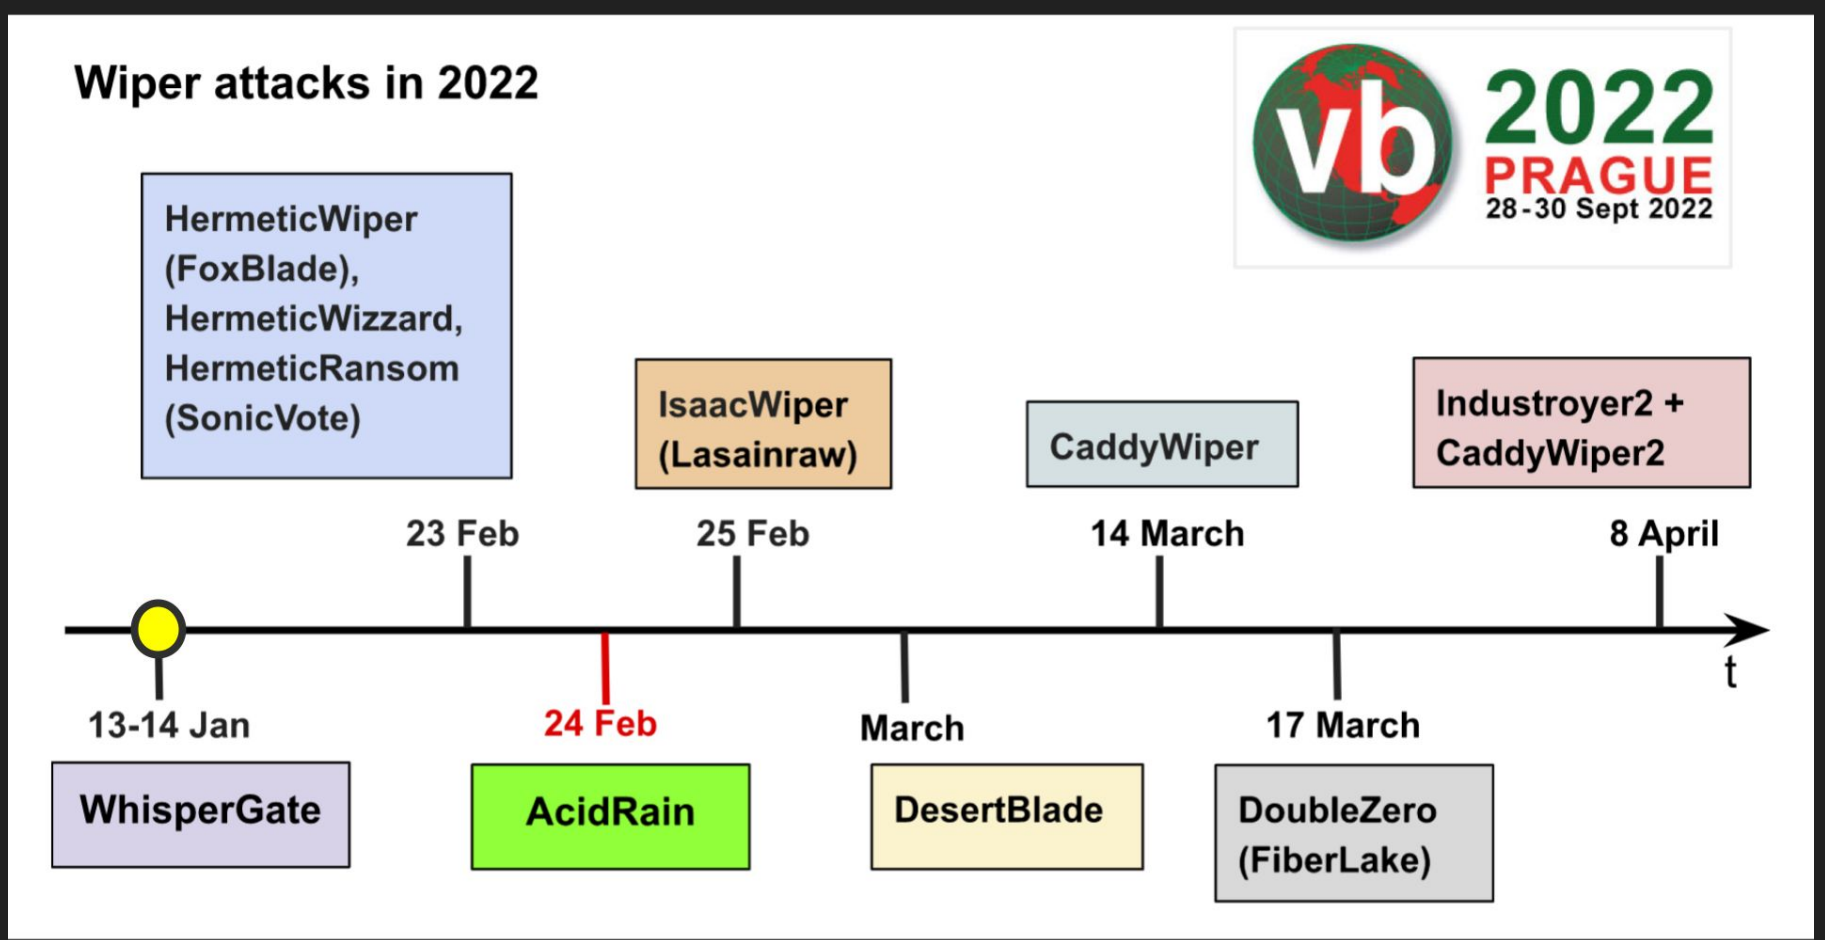 Wiper attacks in 2022
vb
2022
PRAGUE
28-30 Sept 2022
HermeticWiper
(FoxBlade),
HermeticWizzard,
HermeticRansom
(SonicVote)
IsaacWiper
(Lasainraw)
CaddyWiper
Industroyer2 +
CaddyWiper2
23 Feb
25 Feb
14 March
8 April
t
13-14 Jan
24 Feb
March
17 March
WhisperGate
AcidRain
DesertBlade
DoubleZero
(FiberLake)